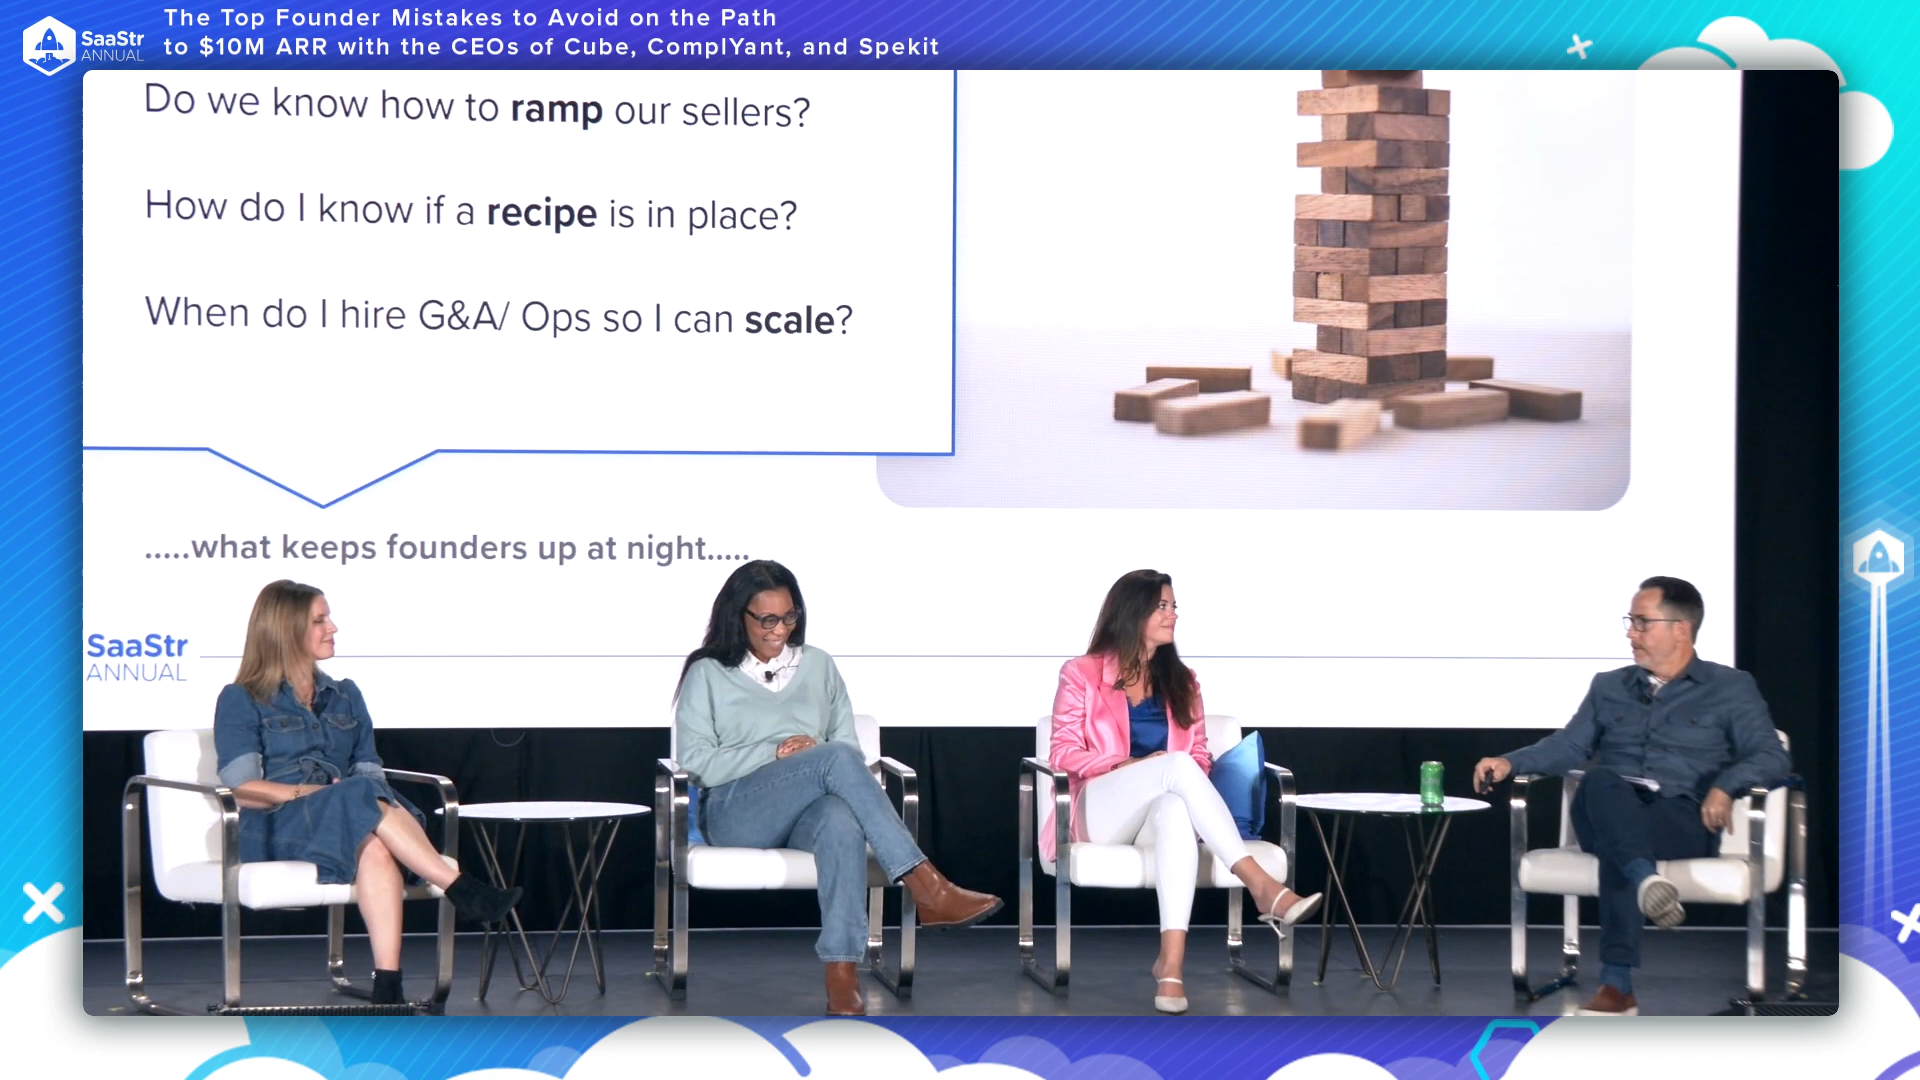 The Top Founder Mistakes to Avoid on the Path
to $10M ARR with the CEOs of Cube, ComplYant, and Spekit
SaaStr
ANNUAL
Do we know how to ramp our sellers?
How do I know if a recipe is in place?
When do I hire G&A/ Ops so I can scale?
.....what keeps founders up at night.....
SaaStr
ANNUAL